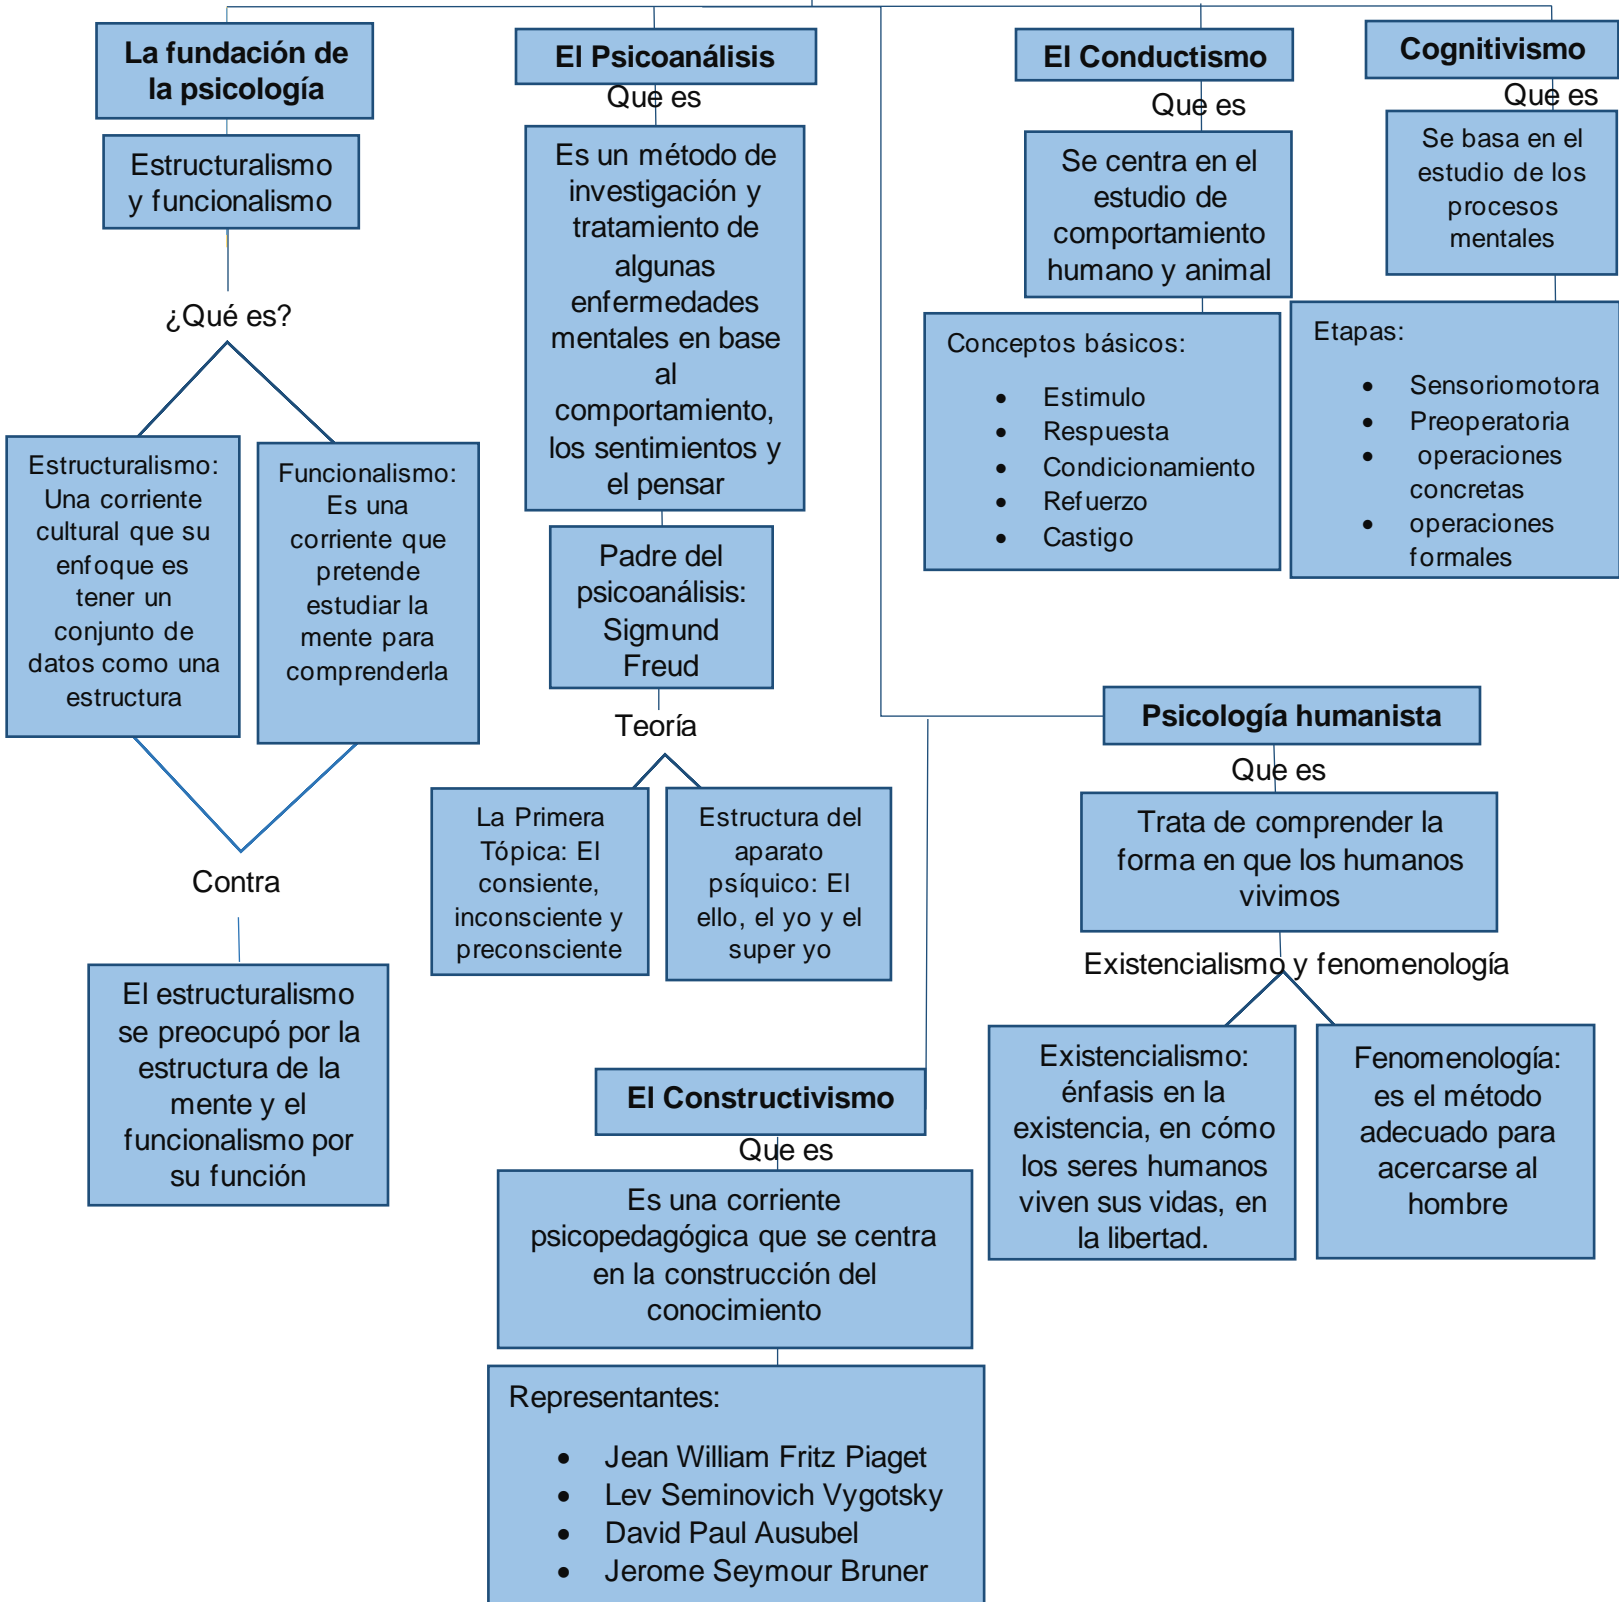 La fundación de
la psicología
Estructuralismo
y funcionalismo
¿Qué es?
Estructuralismo:
Una corriente
cultural que su
enfoque es
tener un
conjunto de
datos como una
estructura
Funcionalismo:
Es una
corriente que
pretende
estudiar la
mente para
comprenderla
Contra
El estructuralismo
se preocupó por la
estructura de la
mente y el
funcionalismo por
su función
El Psicoanálisis
Que es
Es un método de
investigación y
tratamiento de
algunas
enfermedades
mentales en base
al
comportamiento,
los sentimientos y
el pensar
Padre del
psicoanálisis:
Sigmund
Freud
Teoría
La Primera
Tópica: El
consiente,
inconsciente y
preconsciente
Estructura del
aparato
psíquico: El
ello, el yo y el
super yo
El Conductismo
Que es
Se centra en el
estudio de
comportamiento
humano y animal
Conceptos básicos:
• Estimulo
• Respuesta
• Condicionamiento
• Refuerzo
• Castigo
Cognitivismo
Que es
Se basa en el
estudio de los
procesos
mentales
Etapas:
• Sensoriomotora
• Preoperatoria
• operaciones
concretas
• operaciones
formales
Psicología humanista
Que es
Trata de comprender la
forma en que los humanos
vivimos
Existencialismo y fenomenología
Existencialismo:
énfasis en la
existencia, en cómo
los seres humanos
viven sus vidas, en
la libertad.
Fenomenología:
es el método
adecuado para
acercarse al
hombre
El Constructivismo
Que es
Es una corriente
psicopedagógica que se centra
en la construcción del
conocimiento
Representantes:
• Jean William Fritz Piaget
• Lev Seminovich Vygotsky
• David Paul Ausubel
• Jerome Seymour Bruner